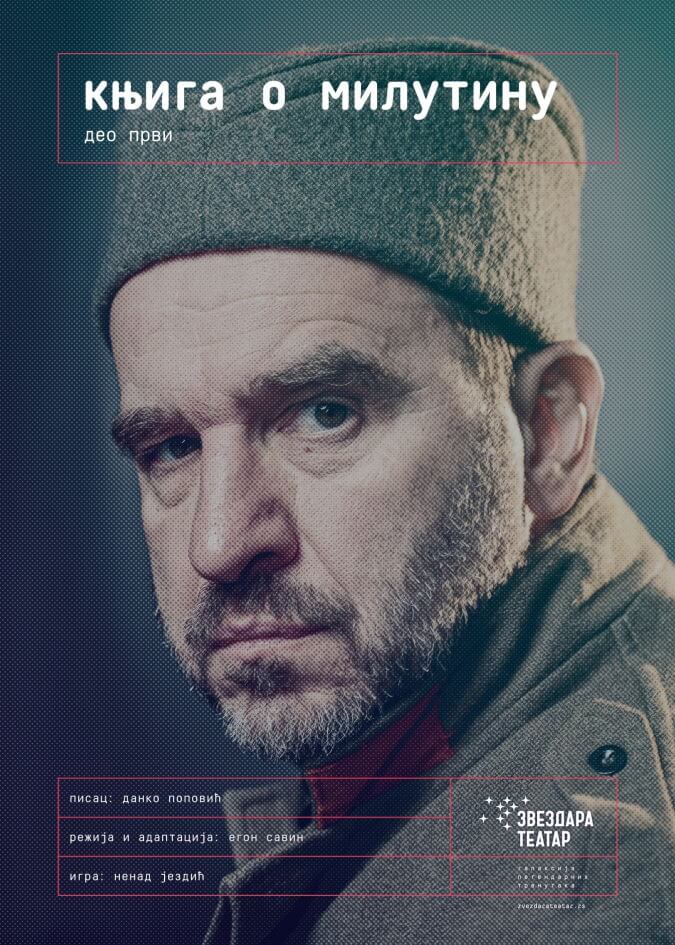 књига о милутину
део први
писац: данко поповић
режија и адаптација: егон савин
игра: ненад јездић
ЗВЕЗДАРА
ТЕАТАР
галаксија
легендарних
тренутака
zvezdarateatar.rs